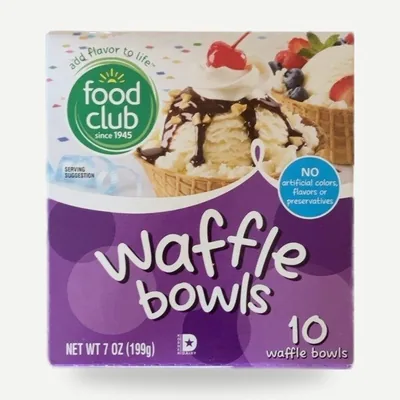 add flavor to life™
food
club
since 1945
SERVING
SUGGESTION
NO
artificial colors,
flavors or
preservatives
waffle
bowls
10
waffle bowls
NET WT 7 OZ (199g)
D